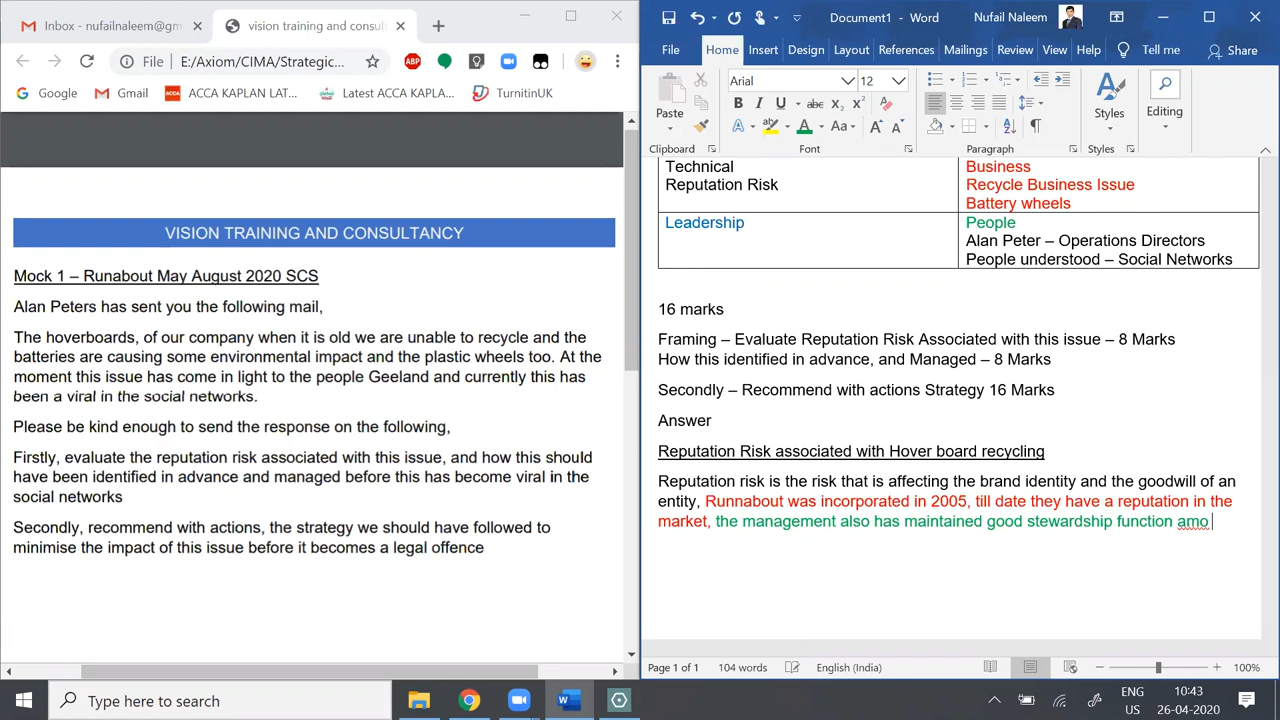 Inbox - nufailnaleem@gm
vision training and consult
File E:/Axiom/CIMA/Strategic...
ABP
Google Gmail ACCA ACCA KAPLAN LAT... Latest ACCA KAPLA... TurnitinUK
VISION TRAINING AND CONSULTANCY
Mock 1 – Runabout May August 2020 SCS
Alan Peters has sent you the following mail,
The hoverboards, of our company when it is old we are unable to recycle and the
batteries are causing some environmental impact and the plastic wheels too. At the
moment this issue has come in light to the people Geeland and currently this has
been a viral in the social networks.
Please be kind enough to send the response on the following,
Firstly, evaluate the reputation risk associated with this issue, and how this should
have been identified in advance and managed before this has become viral in the
social networks
Secondly, recommend with actions, the strategy we should have followed to
minimise the impact of this issue before it becomes a legal offence
Document1 - Word Nufail Naleem
File Home Insert Design Layout References Mailings Review View Help Tell me Share
Arial 12
Paste
B I U abc X2 X2
A A Aa A A
Styles
Editing
Clipboard Font Paragraph Styles
Technical
Reputation Risk
Business
Recycle Business Issue
Battery wheels
Leadership
People
Alan Peter – Operations Directors
People understood – Social Networks
16 marks
Framing – Evaluate Reputation Risk Associated with this issue – 8 Marks
How this identified in advance, and Managed – 8 Marks
Secondly – Recommend with actions Strategy 16 Marks
Answer
Reputation Risk associated with Hover board recycling
Reputation risk is the risk that is affecting the brand identity and the goodwill of an
entity, Runnabout was incorporated in 2005, till date they have a reputation in the
market, the management also has maintained good stewardship function amo
Page 1 of 1 104 words English (India) 100%
Type here to search
ENG
US
10:43
26-04-2020